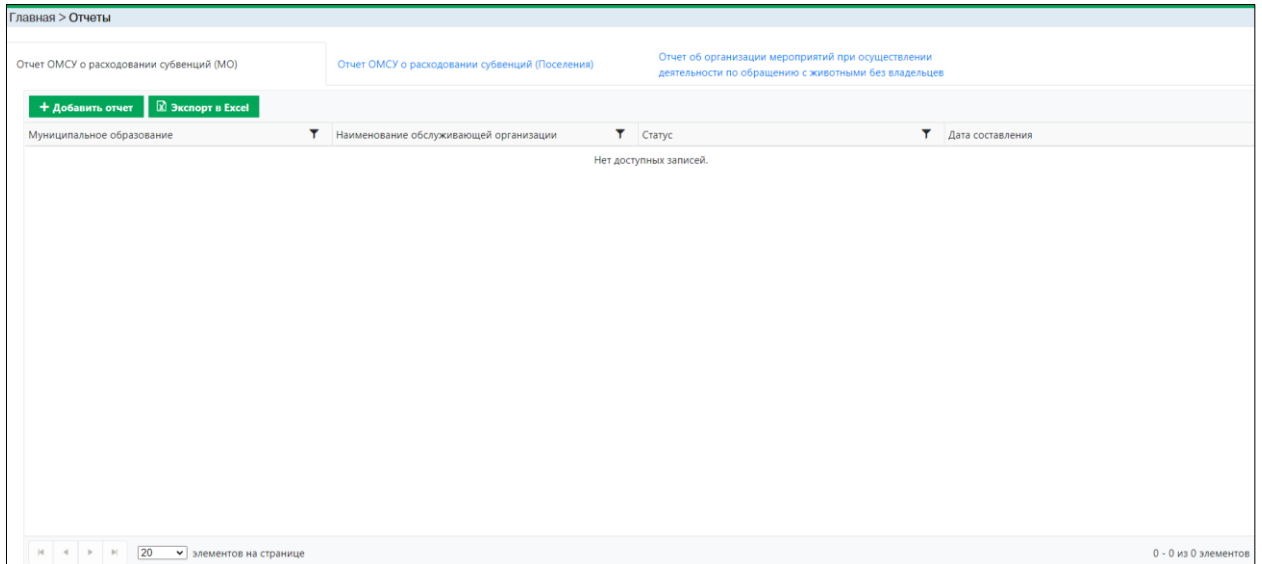 Главная > Отчеты
Отчет ОМСУ о расходовании субвенций (МО)
Отчет ОМСУ о расходовании субвенций (Поселения)
Отчет об организации мероприятий при осуществлении
деятельности по обращению с животными без владельцев
+ Добавить отчет
Экспорт в Excel
Муниципальное образование
Наименование обслуживающей организации
Статус
Дата составления
Нет доступных записей.
20
элементов на странице
0 - 0 из 0 элементов